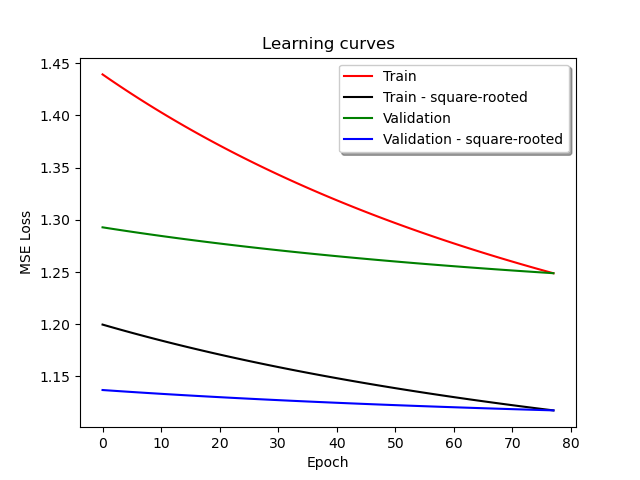 Learning curves
Train
Train - square-rooted
Validation
Validation - square-rooted
MSE Loss
1.45
1.40
1.35
1.30
1.25
1.20
1.15
0 10 20 30 40 50 60 70 80
Epoch